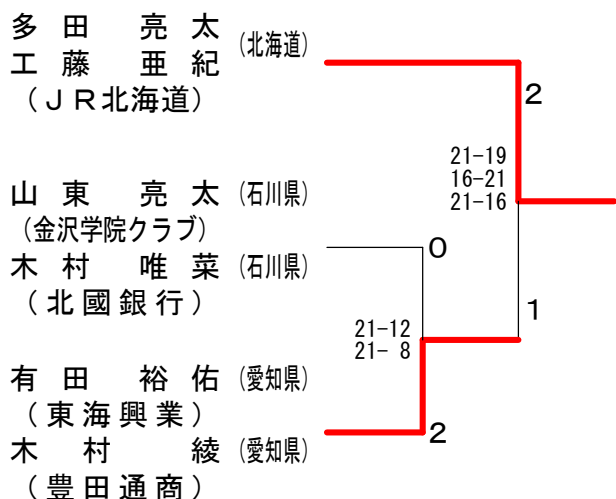 多田 亮太 (北海道)
工藤 亜紀
(JR北海道)
2
21-19
16-21
21-16
山東 亮太 (石川県)
(金沢学院クラブ)
木村 唯菜 (石川県)
(北國銀行)
0
1
21-12
21- 8
有田 裕佑 (愛知県)
(東海興業)
木村 綾 (愛知県)
(豊田通商)
2